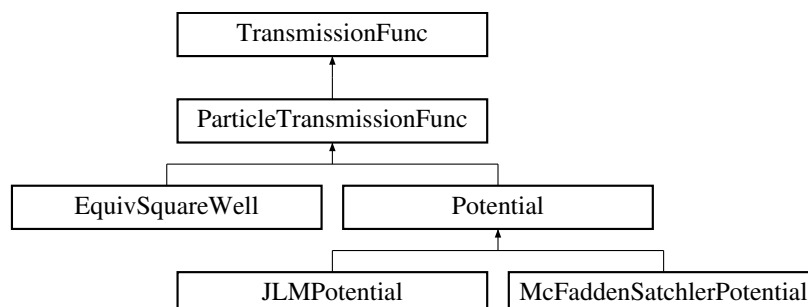 TransmissionFunc
ParticleTransmissionFunc
EquivSquareWell
Potential
JLMPotential
McFaddenSatchlerPotential